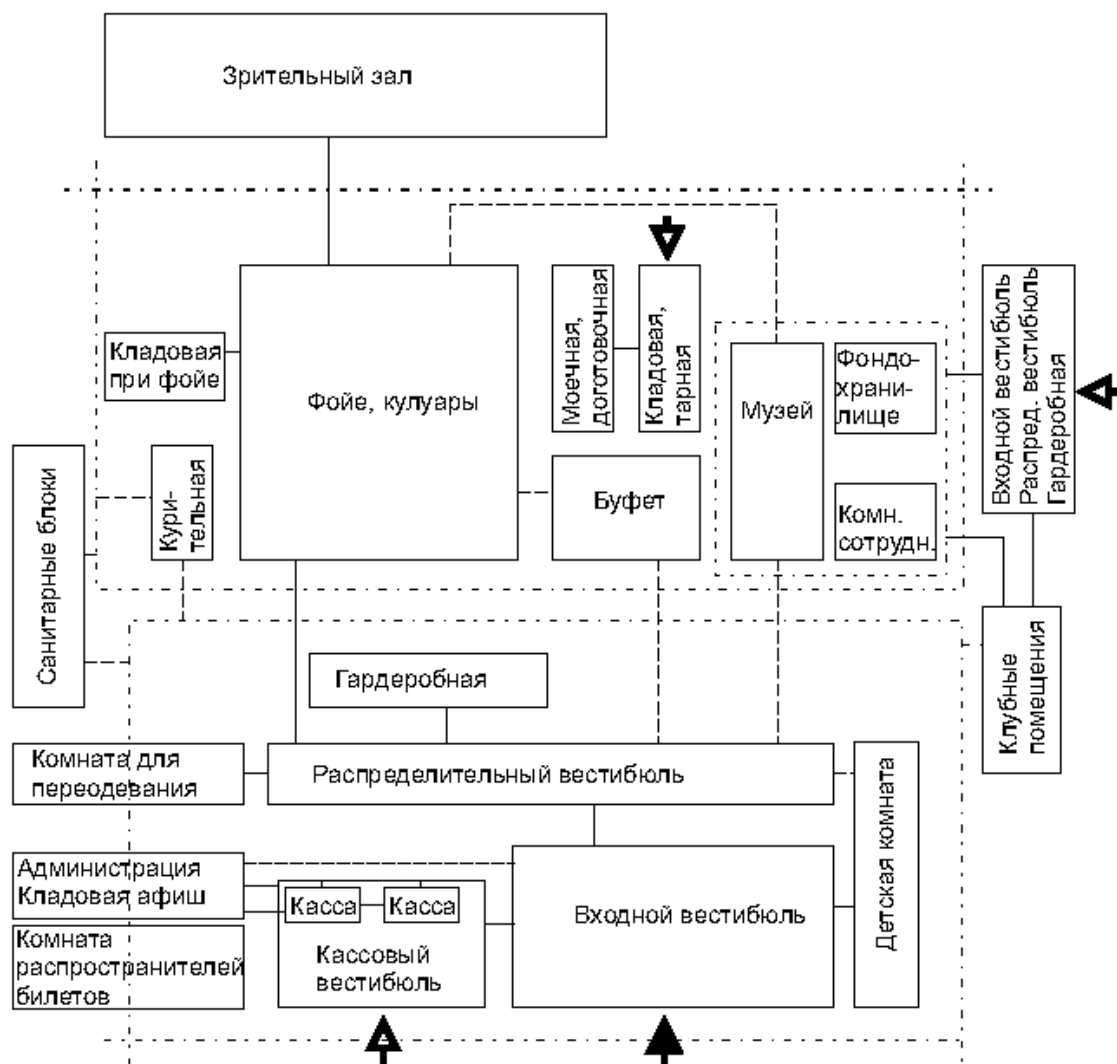 Зрительный зал
Кладовая
при фойе
Фойе, кулуары
Моечная,
доготовочная
Кладовая,
тарная
Музей
Фондо-
храни-
лище
Входной вестибюль
Распред. вестибюль
Гардеробная
Санитарные блоки
Кури-
тельная
Буфет
Комн.
сотрудн.
Клубные
помещения
Гардеробная
Комната для
переодевания
Распределительный вестибюль
Детская комната
Администрация
Кладовая афиш
Касса
Касса
Входной вестибюль
Кассовый
вестибюль
Комната
распространителей
билетов